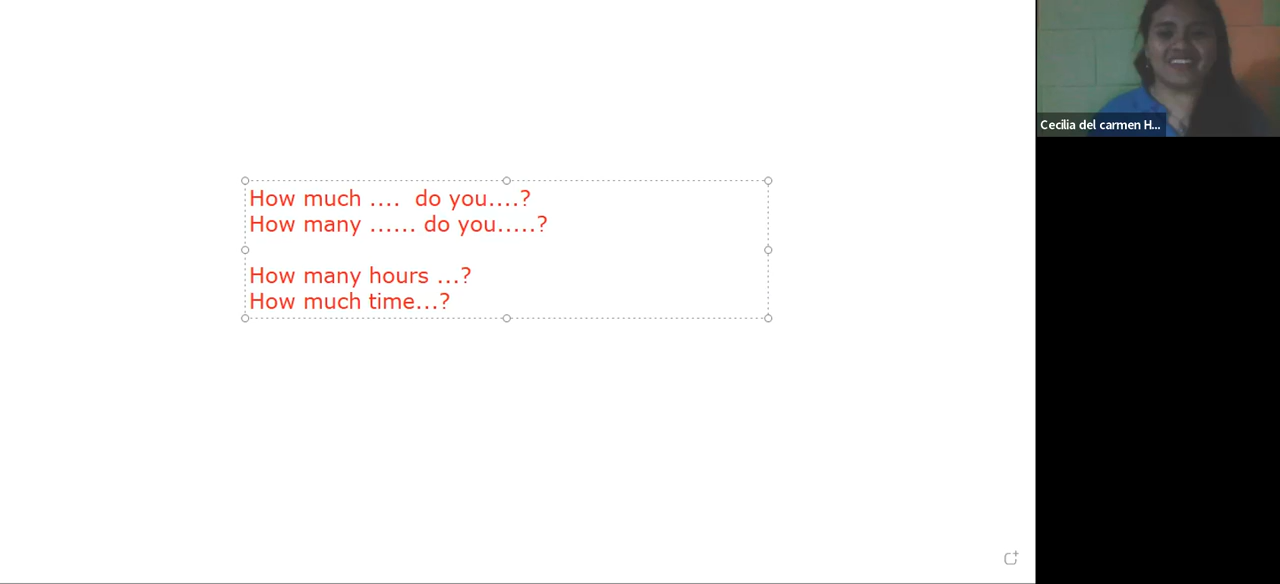 How much ....  do you....?
How many ...... do you.....?
How many hours ...?
How much time...?
Cecilia del carmen H...